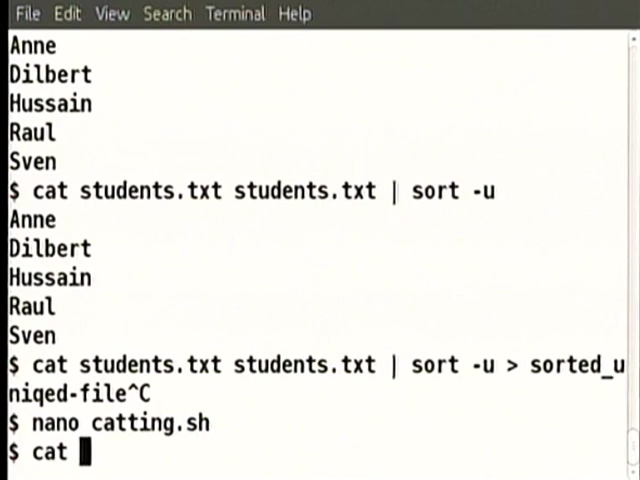 File Edit View Search Terminal Help
Anne
Dilbert
Hussain
Raul
Sven
$ cat students.txt students.txt | sort -u
Anne
Dilbert
Hussain
Raul
Sven
$ cat students.txt students.txt | sort -u > sorted_u
niqed-file^C
$ nano catting.sh
$ cat